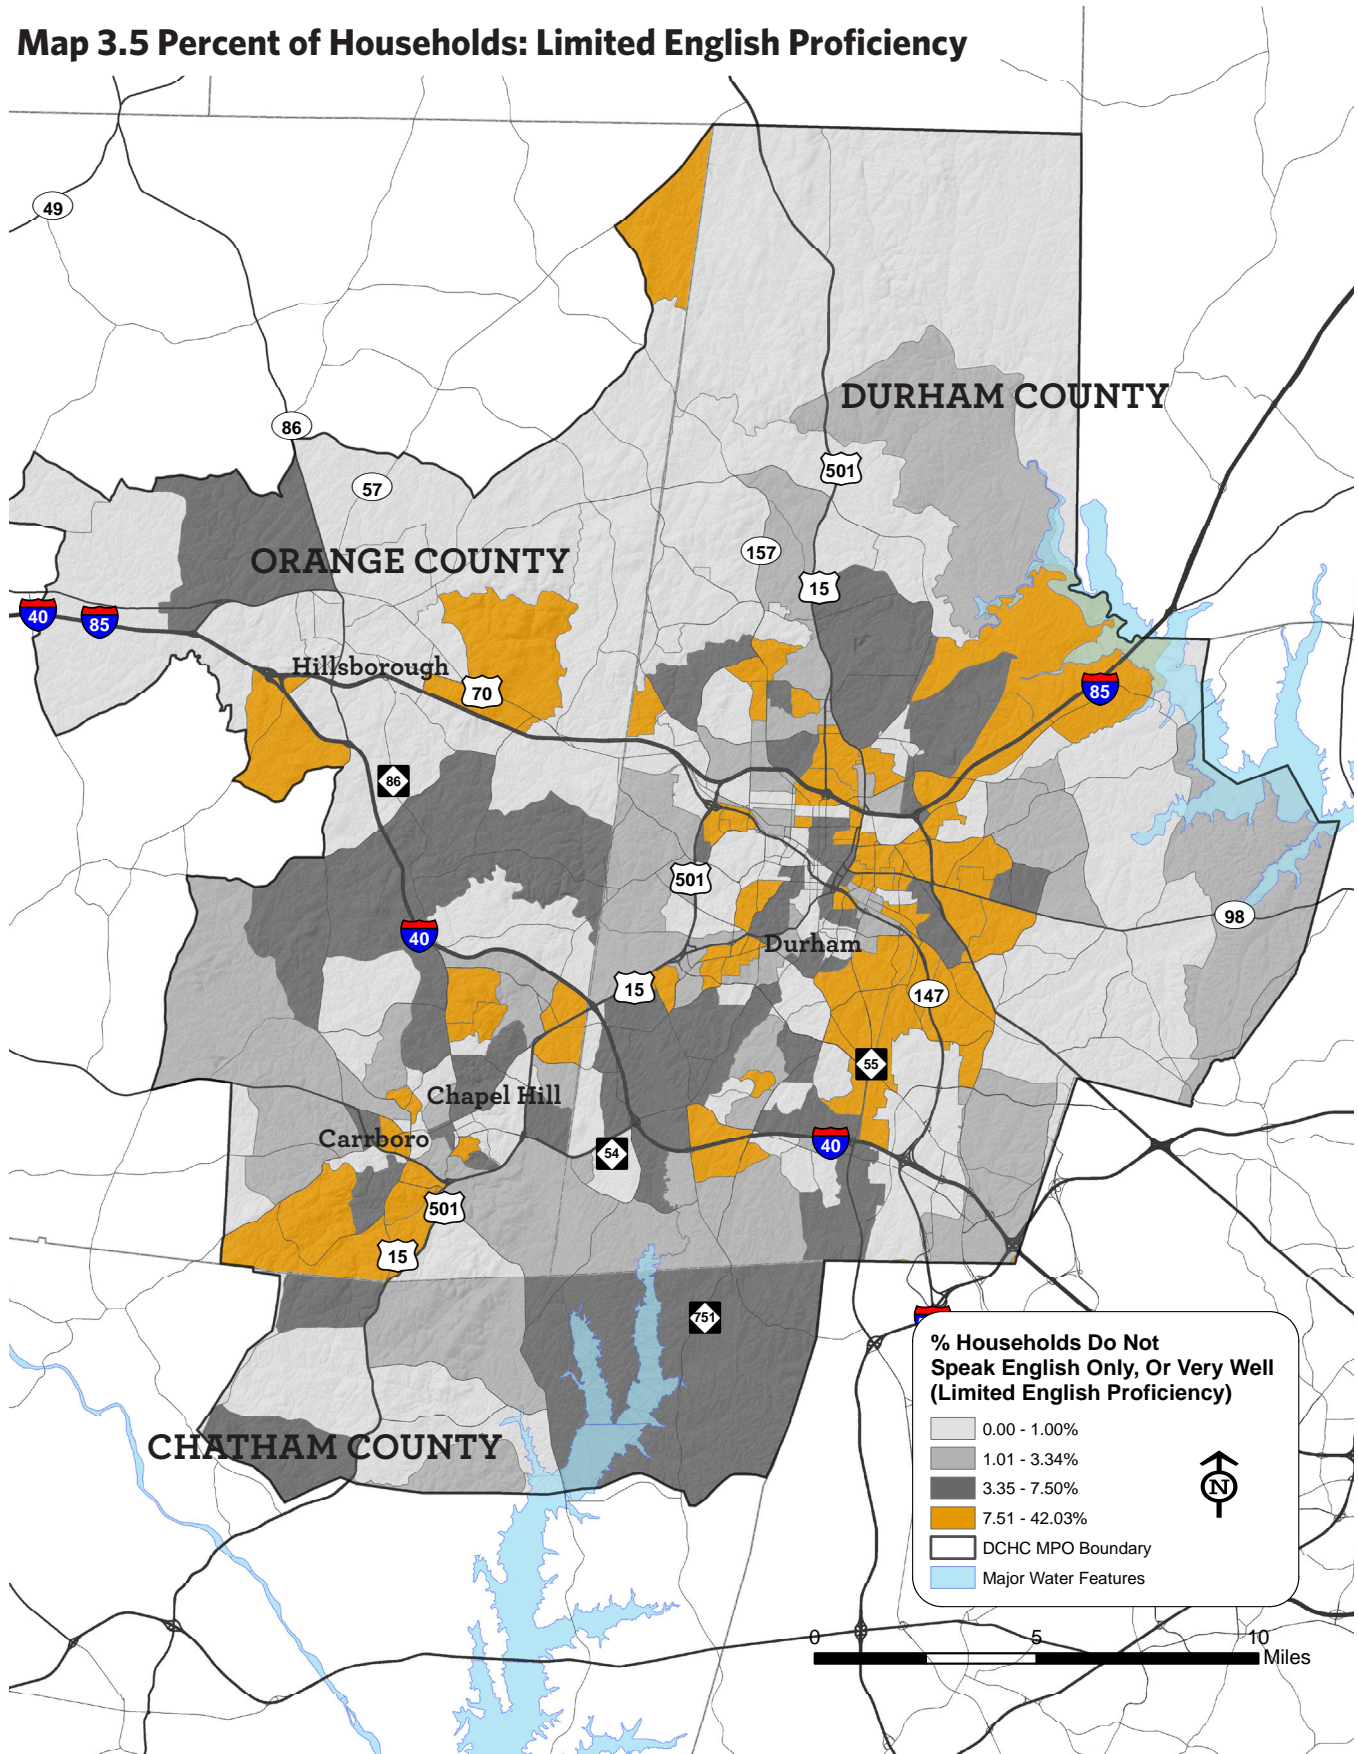 Map 3.5 Percent of Households: Limited English Proficiency
49
DURHAM COUNTY
86
501
57
157
ORANGE COUNTY
15
40
85
Hillsborough
70
85
86
501
98
40
Durham
15
147
55
Chapel Hill
Carrboro
40
54
501
15
751
CHATHAM COUNTY
% Households Do Not
Speak English Only, Or Very Well
(Limited English Proficiency)
0.00 - 1.00%
1.01 - 3.34%
3.35 - 7.50%
7.51 - 42.03%
DCHC MPO Boundary
Major Water Features
N
0 5 10
Miles